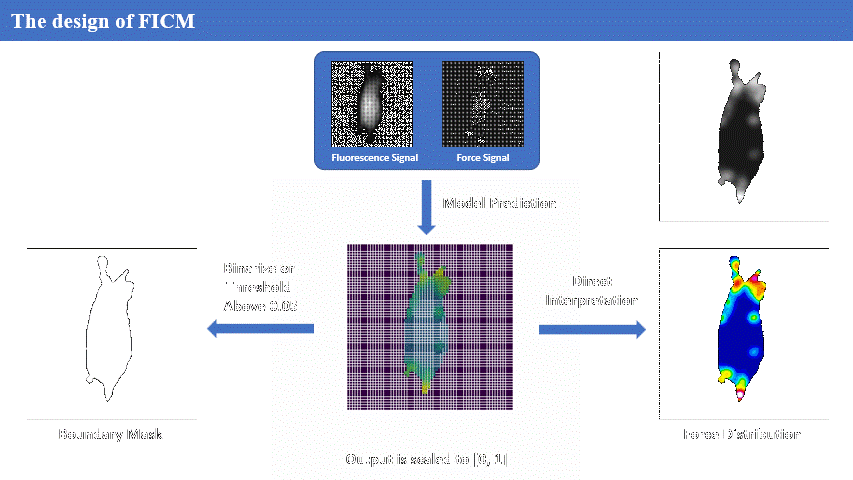 The design of FICM
Fluorescence Signal
Force Signal
Model Prediction
Binarize or
Threshold
Above 0.05
Direct
Interpretation
Boundary Mask
Force Distribution
Output is scaled to [0, 1]